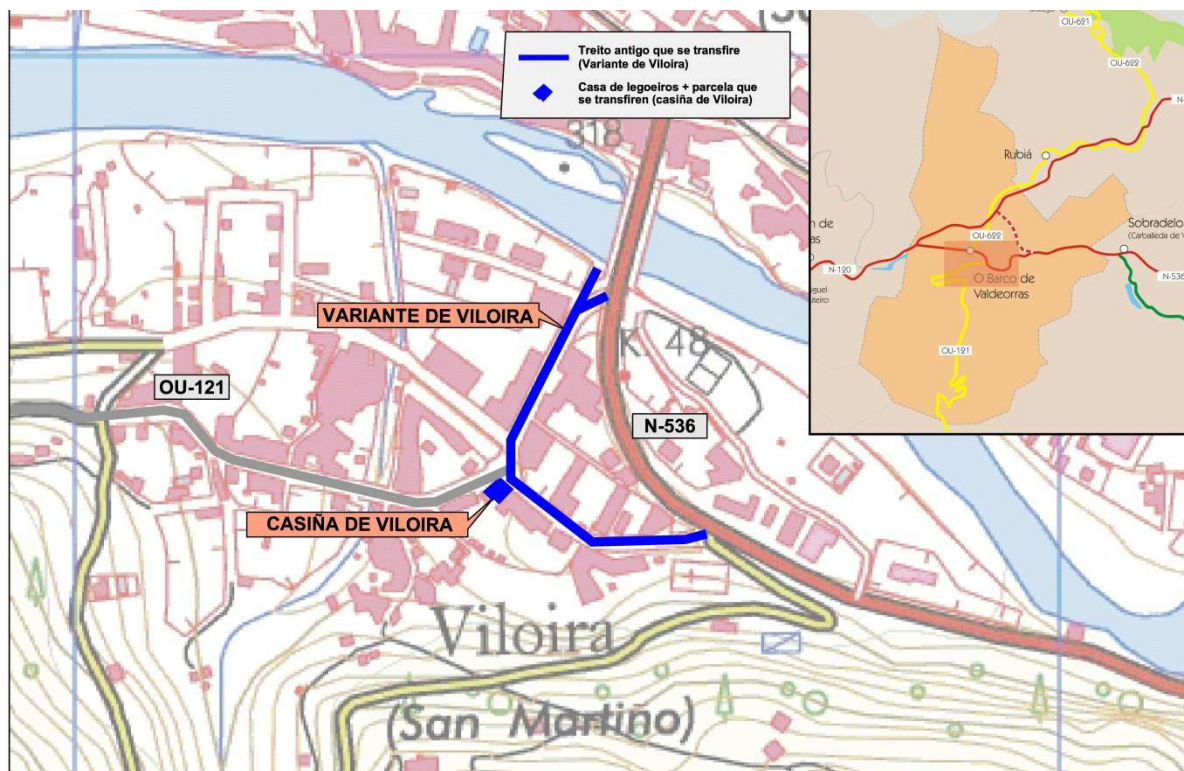 Treito antigo que se transfire
(Variante de Viloira)
Casa de legoeiros + parcela que
se transfiren (casiña de Viloira)
318
VARIANTE DE VILOIRA
K. 48
OU-121
N-536
CASIÑA DE VILOIRA
Viloira
(San Martiño)
OU-621
OU-622
Rubiá
OU-622
Sobradelo
N-120
O Barco de
Valdeorras
N-536
OU-121